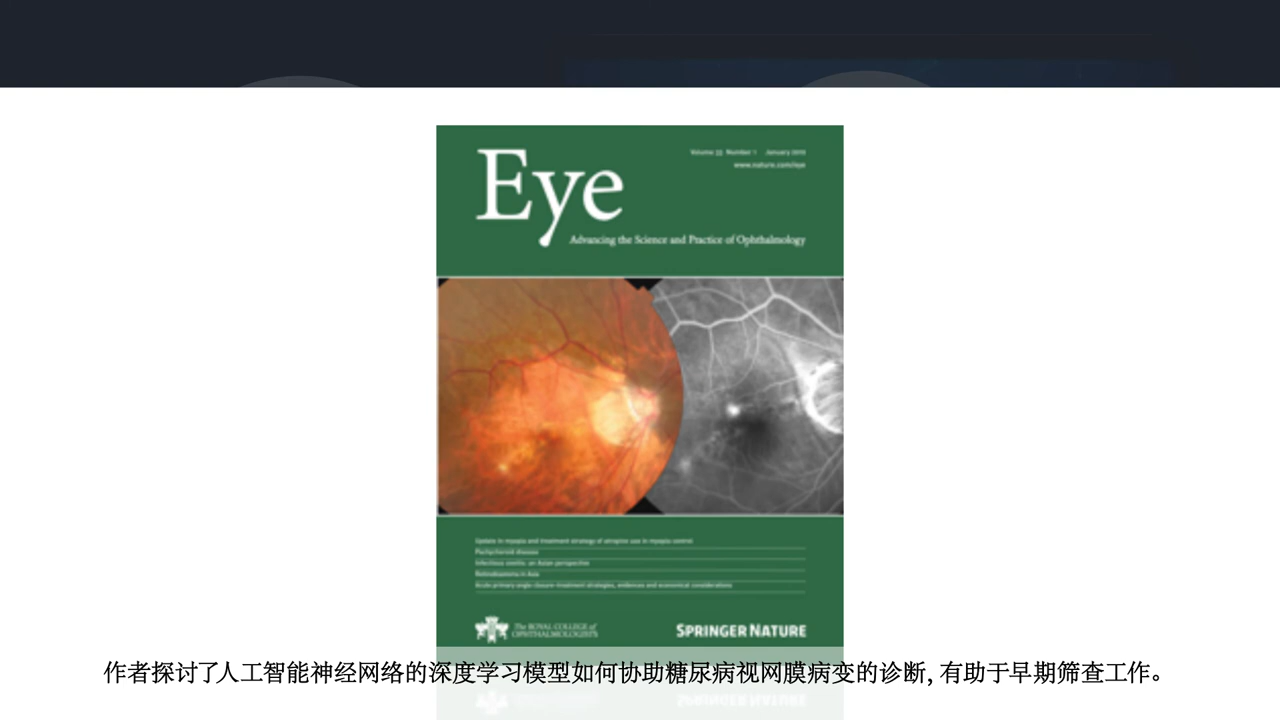 Eye
Volume 33 Number 1 January 2019
www.nature.com/eye
Advancing the Science and Practice of Ophthalmology
Update in myopia and treatment strategy of atropine use in myopia control
Pachychoroid disease
Infectious uveitis: an Asian perspective
Retinoblastoma in Asia
Acute primary angle closure-treatment strategies, evidences and economical considerations
The ROYAL COLLEGE of
OPHTHALMOLOGISTS
SPRINGER NATURE
作者探讨了人工智能神经网络的深度学习模型如何协助糖尿病视网膜病变的诊断, 有助于早期筛查工作。